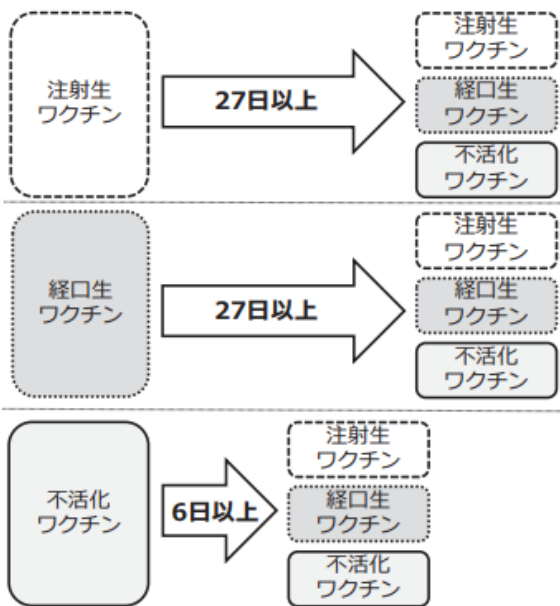 注射生
ワクチン
27日以上
注射生
ワクチン
経口生
ワクチン
不活化
ワクチン
経口生
ワクチン
27日以上
注射生
ワクチン
経口生
ワクチン
不活化
ワクチン
不活化
ワクチン
6日以上
注射生
ワクチン
経口生
ワクチン
不活化
ワクチン